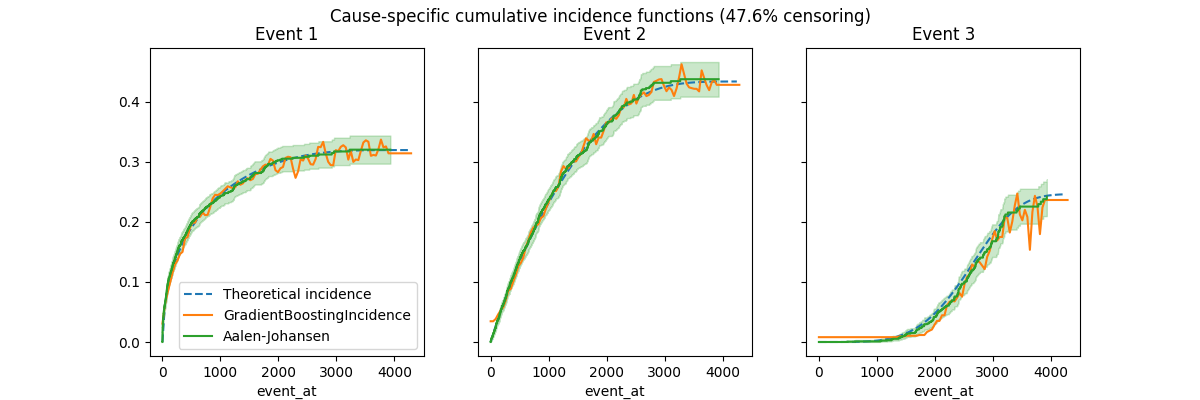 Cause-specific cumulative incidence functions (47.6% censoring)
Event 1
Event 2
Event 3
0.4
0.3
0.2
0.1
0.0
Theoretical incidence
GradientBoostingIncidence
Aalen-Johansen
0 1000 2000 3000 4000
0 1000 2000 3000 4000
0 1000 2000 3000 4000
event_at
event_at
event_at